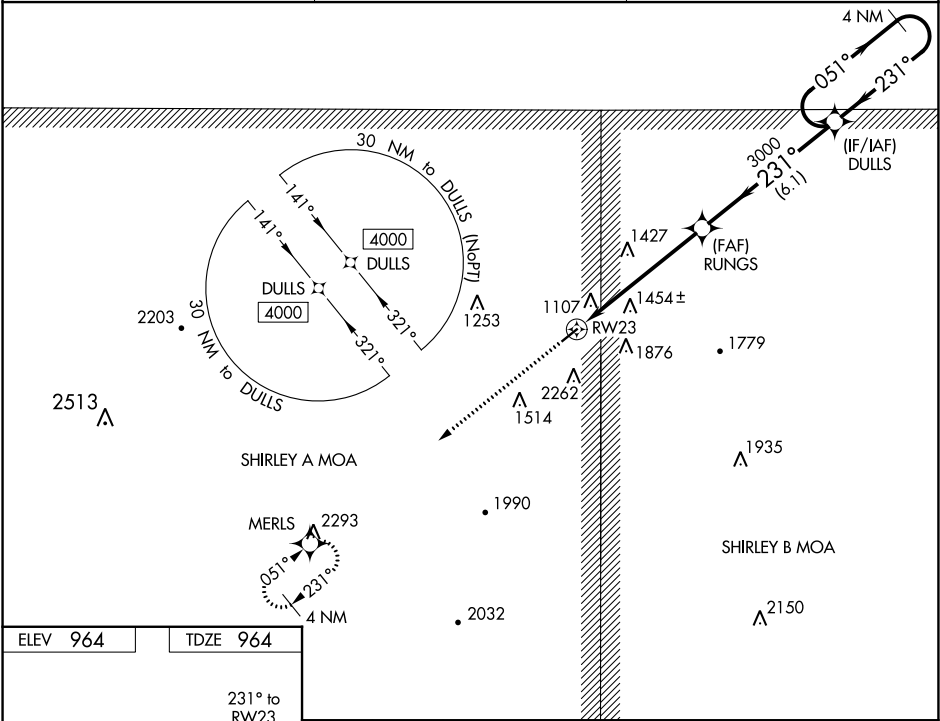 4 NM
051°
231°
(IF/IAF)
DULLS
3000
231°
(6.1)
30 NM to DULLS (NoPT)
141°
4000
DULLS
321°
141°
DULLS
4000
321°
30 NM to DULLS
1427
(FAF)
RUNGS
1107
1454±
RW23
1253
2203
1876
1779
2262
1514
2513
SHIRLEY A MOA
1935
1990
MERLS
2293
SHIRLEY B MOA
051°
231°
4 NM
2032
2150
ELEV 964
TDZE 964
231° to
RW23